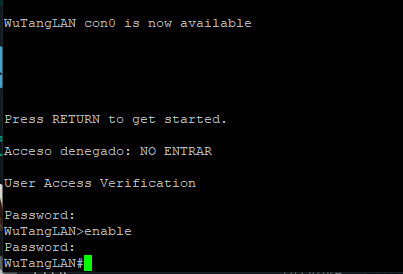 WuTangLAN con0 is now available
Press RETURN to get started.
Acceso denegado: NO ENTRAR
User Access Verification
Password:
WuTangLAN>enable
Password:
WuTangLAN#